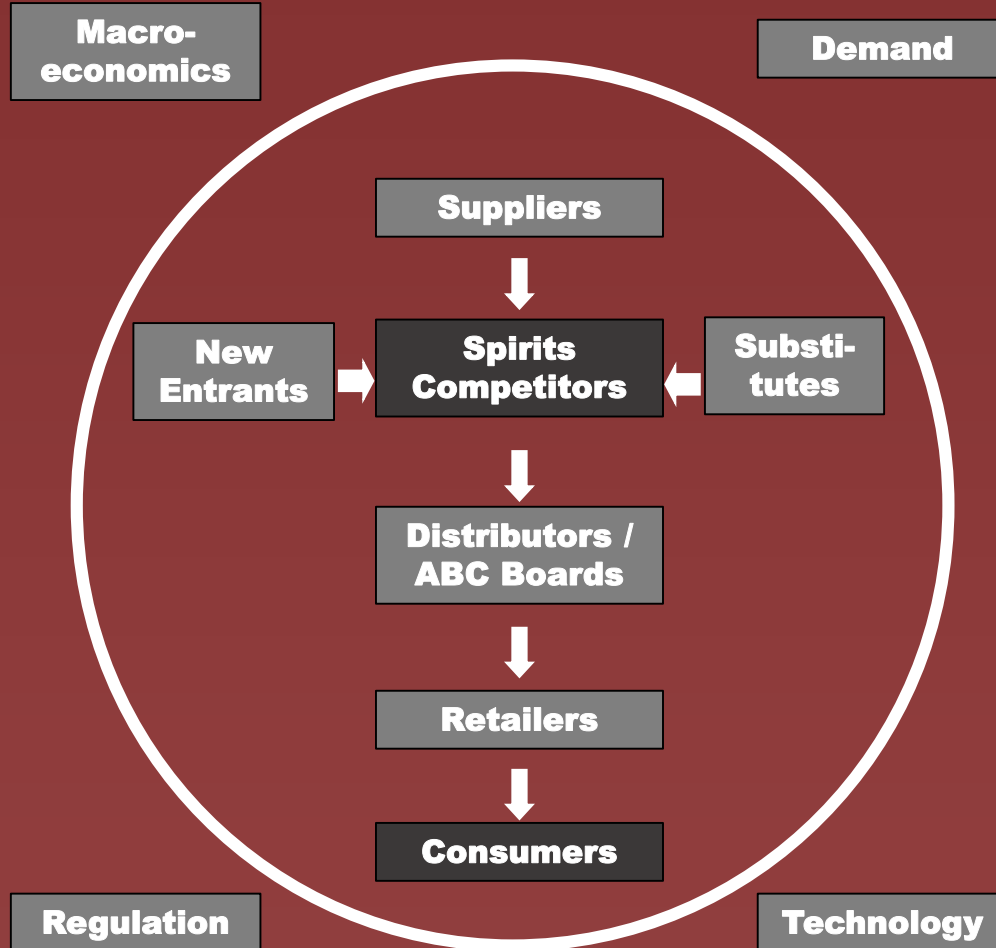 Macro-
economics
Demand
Suppliers
New
Entrants
Spirits
Competitors
Substi-
tutes
Distributors /
ABC Boards
Retailers
Consumers
Regulation
Technology